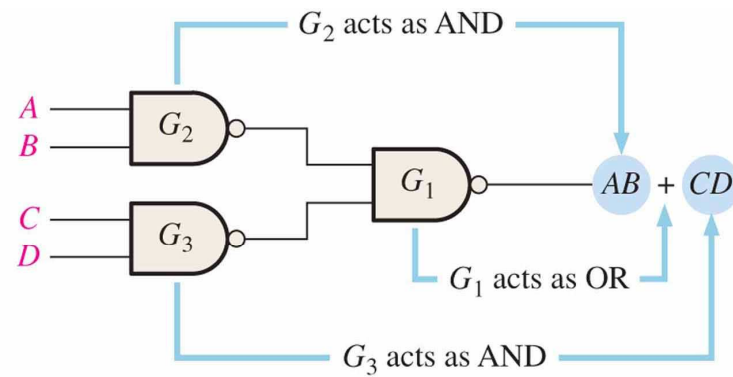 G₂ acts as AND
A
B
G₂
C
D
G₃
G₁
AB + CD
G₁ acts as OR
G₃ acts as AND